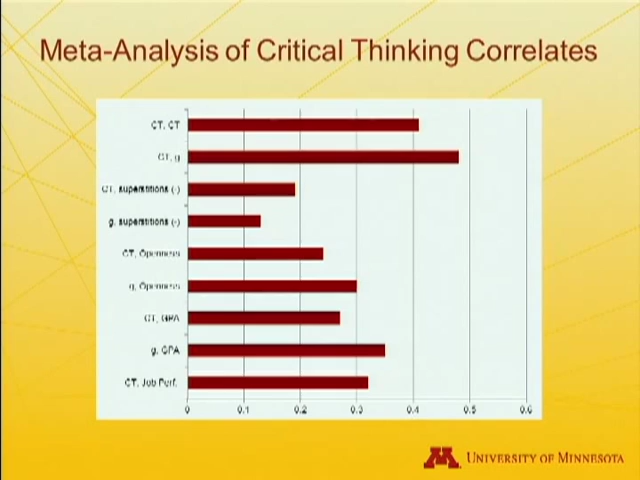 Meta-Analysis of Critical Thinking Correlates
CT, CT
CT, g
CT, superstitions (-)
g, superstitions (-)
CT, Openness
g, Openness
CT, GPA
g, GPA
CT, Job Perf.
0 0.1 0.2 0.3 0.4 0.5 0.6
M UNIVERSITY OF MINNESOTA